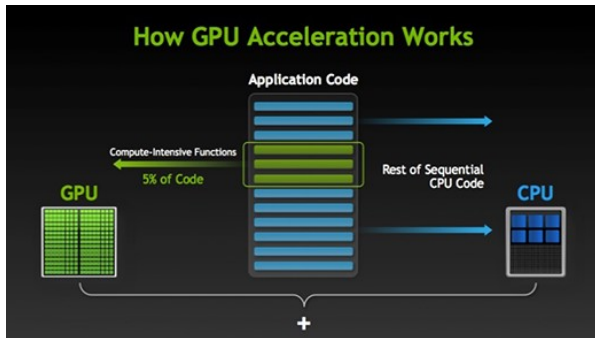 How GPU Acceleration Works
Application Code
Compute-Intensive Functions
5% of Code
GPU
Rest of Sequential
CPU Code
CPU
+